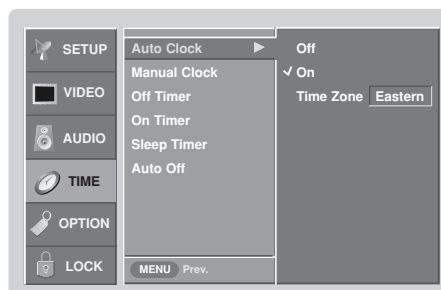 SETUP
VIDEO
AUDIO
TIME
OPTION
LOCK
Auto Clock
Manual Clock
Off Timer
On Timer
Sleep Timer
Auto Off
MENU Prev.
Off
On
Time Zone Eastern